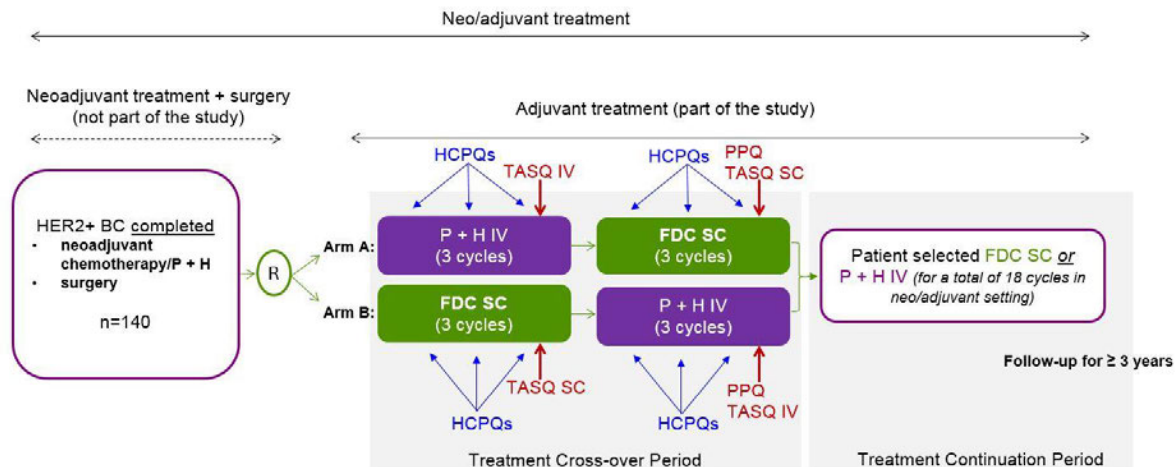 Neo/adjuvant treatment
Neoadjuvant treatment + surgery
(not part of the study)
Adjuvant treatment (part of the study)
HCPQs
TASQ IV
HCPQs
PPQ
TASQ SC
HER2+ BC completed
• neoadjuvant
chemotherapy/P + H
• surgery
n=140
R
Arm A:
P + H IV
(3 cycles)
FDC SC
(3 cycles)
Arm B:
FDC SC
(3 cycles)
P + H IV
(3 cycles)
Patient selected FDC SC or
P + H IV (for a total of 18 cycles in
neo/adjuvant setting)
Follow-up for ≥ 3 years
TASQ SC
HCPQs
PPQ
TASQ IV
HCPQs
Treatment Cross-over Period
Treatment Continuation Period